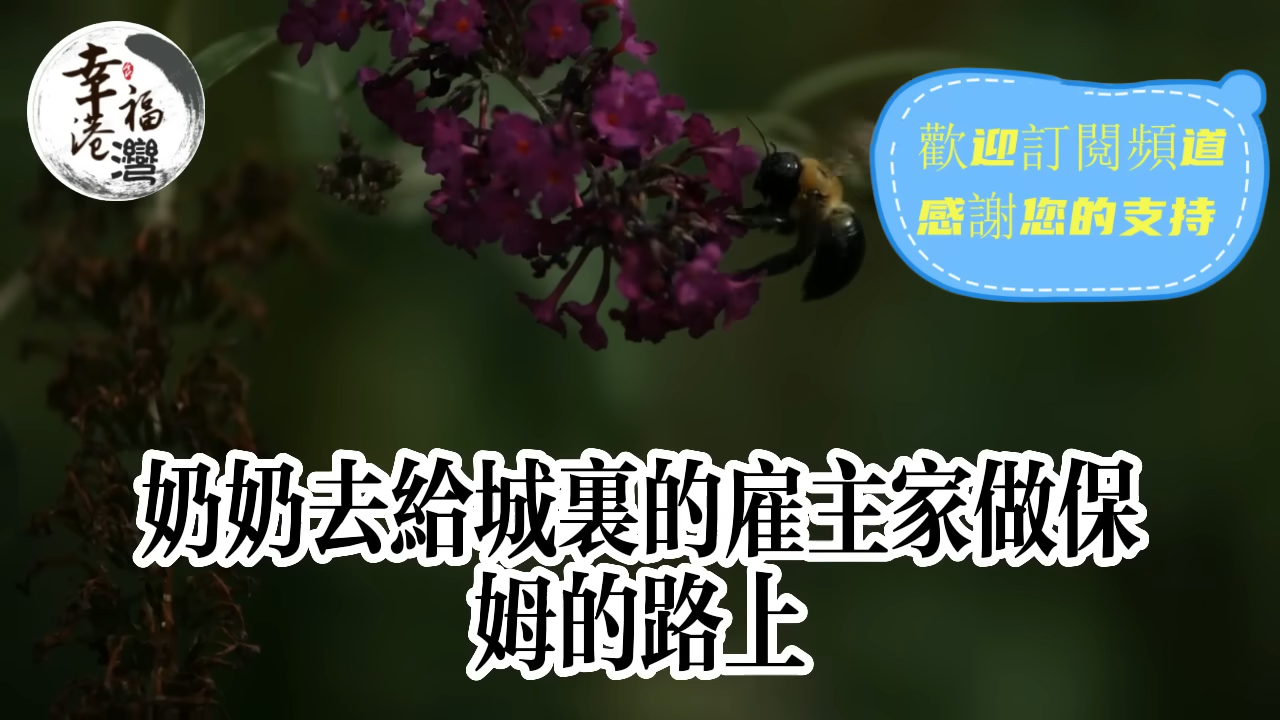 幸福
港灣
歡迎訂閱頻道
感謝您的支持
奶奶去給城裏的雇主家做保
姆的路上